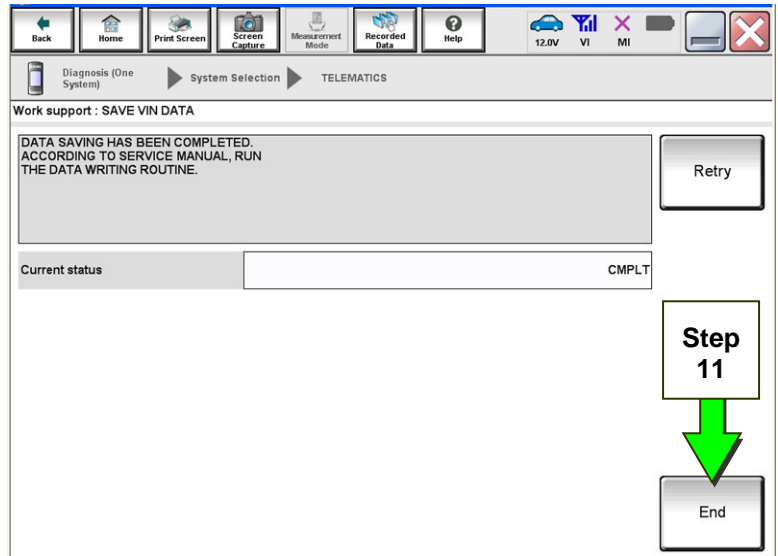 Back
Home
Print Screen
Screen
Capture
Measurement
Mode
Recorded
Data
Help
12.0V
VI
MI
Diagnosis (One
System)
System Selection
TELEMATICS
Work support : SAVE VIN DATA
DATA SAVING HAS BEEN COMPLETED.
ACCORDING TO SERVICE MANUAL, RUN
THE DATA WRITING ROUTINE.
Retry
Current status
CMPLT
Step
11
End